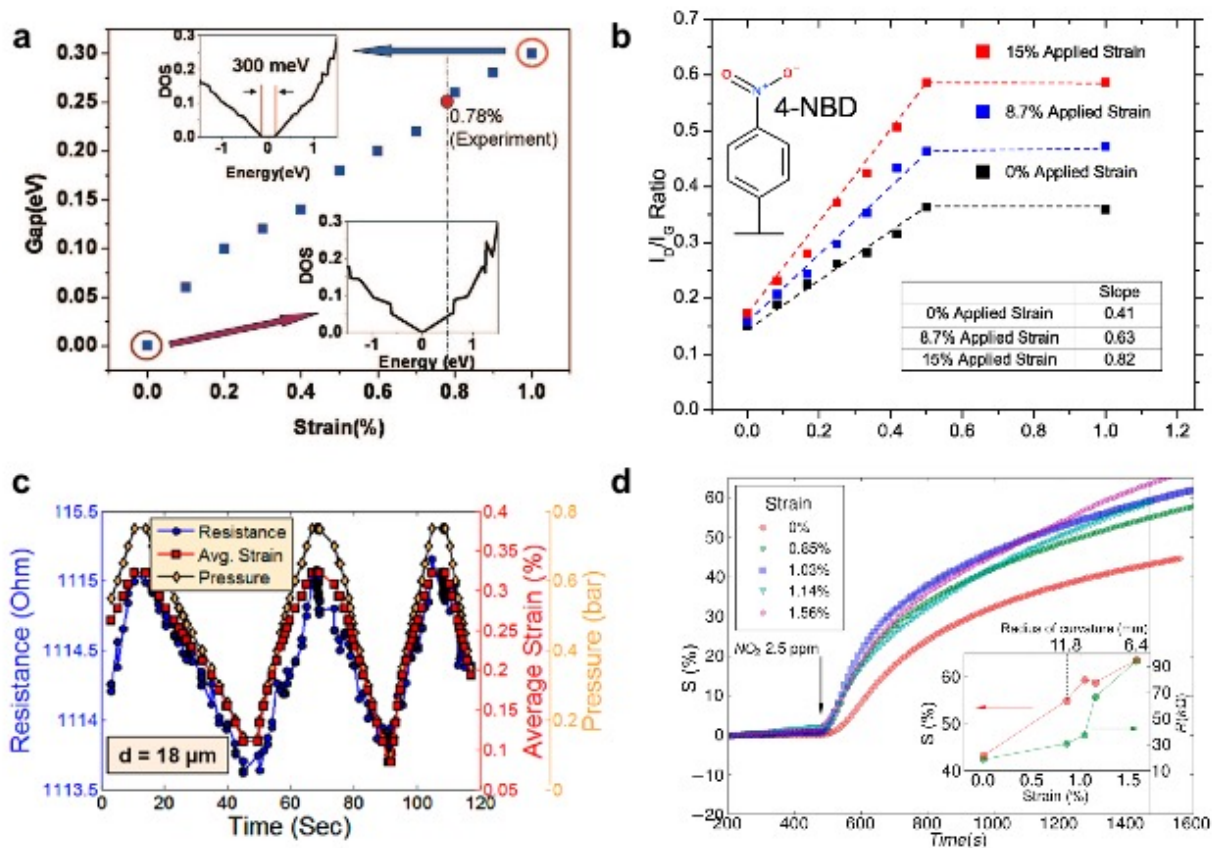 a
0.30
0.25
0.20
0.15
0.10
0.05
0.00
Gap(eV)
0.0 0.2 0.4 0.6 0.8 1.0
Strain(%)
0.3
0.2
0.1
0.0
DOS
300 meV
-1 0 1
Energy(eV)
0.78%
(Experiment)
0.3
0.2
0.1
0.0
DOS
-1 0 1
Energy (eV)
b
0.7
0.6
0.5
0.4
0.3
0.2
0.1
0.0
I_D/I_G Ratio
0.0 0.2 0.4 0.6 0.8 1.0 1.2
O
O⁻
N⁺
4-NBD
15% Applied Strain
8.7% Applied Strain
0% Applied Strain
Slope
0% Applied Strain 0.41
8.7% Applied Strain 0.63
15% Applied Strain 0.82
c
115.5
1115
1114.5
1114
1113.5
Resistance (Ohm)
Resistance
Avg. Strain
Pressure
d = 18 μm
0 20 40 60 80 100 120
Time (Sec)
0.4
0.35
0.3
0.25
0.2
0.15
0.1
0.05
Average Strain (%)
0.8
0.6
0.4
0.2
0
Pressure (bar)
d
60
50
40
30
20
10
0
−10
−20
S (%)
Strain
0%
0.85%
1.03%
1.14%
1.56%
NO₂ 2.5 ppm
200 400 600 800 1000 1200 1400 1600
Time(s)
Radius of curvature (mm)
11.8 6.4
60
50
40
S (%)
90
70
50
30
10
R(kΩ)
0.0 0.5 1.0 1.5
Strain (%)